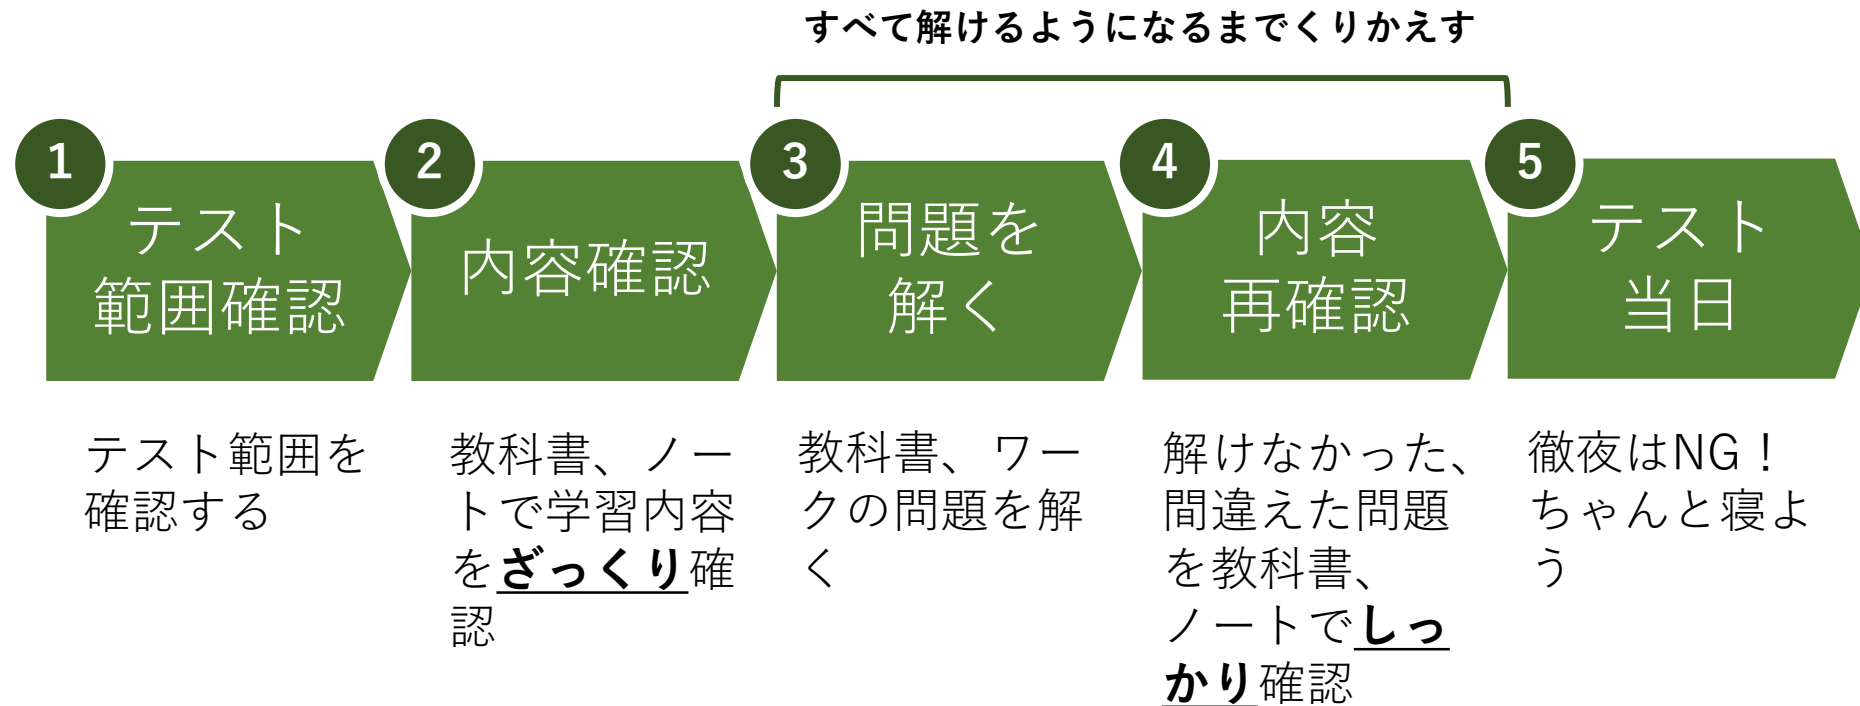 すべて解けるようになるまでくりかえす
1
テスト
範囲確認
テスト範囲を
確認する
2
内容確認
教科書、ノー
トで学習内容
をざっくり確
認
3
問題を
解く
教科書、ワー
クの問題を解
く
4
内容
再確認
解けなかった、
間違えた問題
を教科書、
ノートでしっ
かり確認
5
テスト
当日
徹夜はNG！
ちゃんと寝よ
う